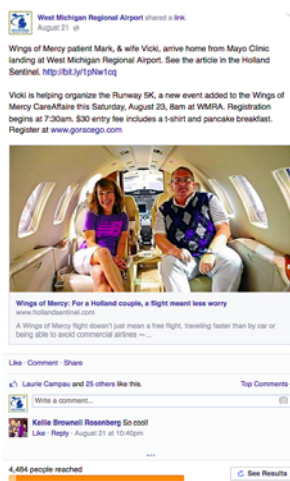 West Michigan Regional Airport shared a link.
August 21
Wings of Mercy patient Mark, & wife Vicki, arrive home from Mayo Clinic
landing at West Michigan Regional Airport. See the article in the Holland
Sentinel. http://bit.ly/1pNw1cq
Vicki is helping organize the Runway 5K, a new event added to the Wings of
Mercy CareAffaire this Saturday, August 23, 8am at WMRA. Registration
begins at 7:30am. $30 entry fee includes a t-shirt and pancake breakfast.
Register at www.goracego.com
Wings of Mercy: For a Holland couple, a flight meant less worry
www.hollandsentinel.com
A Wings of Mercy flight doesn't just mean a free flight, traveling faster than by car or
being able to avoid commercial airlines —...
Like · Comment · Share
Laurie Campau and 25 others like this. Top Comments
Write a comment...
Kellie Brownell Rosenberg So cool!
Like · Reply · August 21 at 10:40pm
4,484 people reached See Results